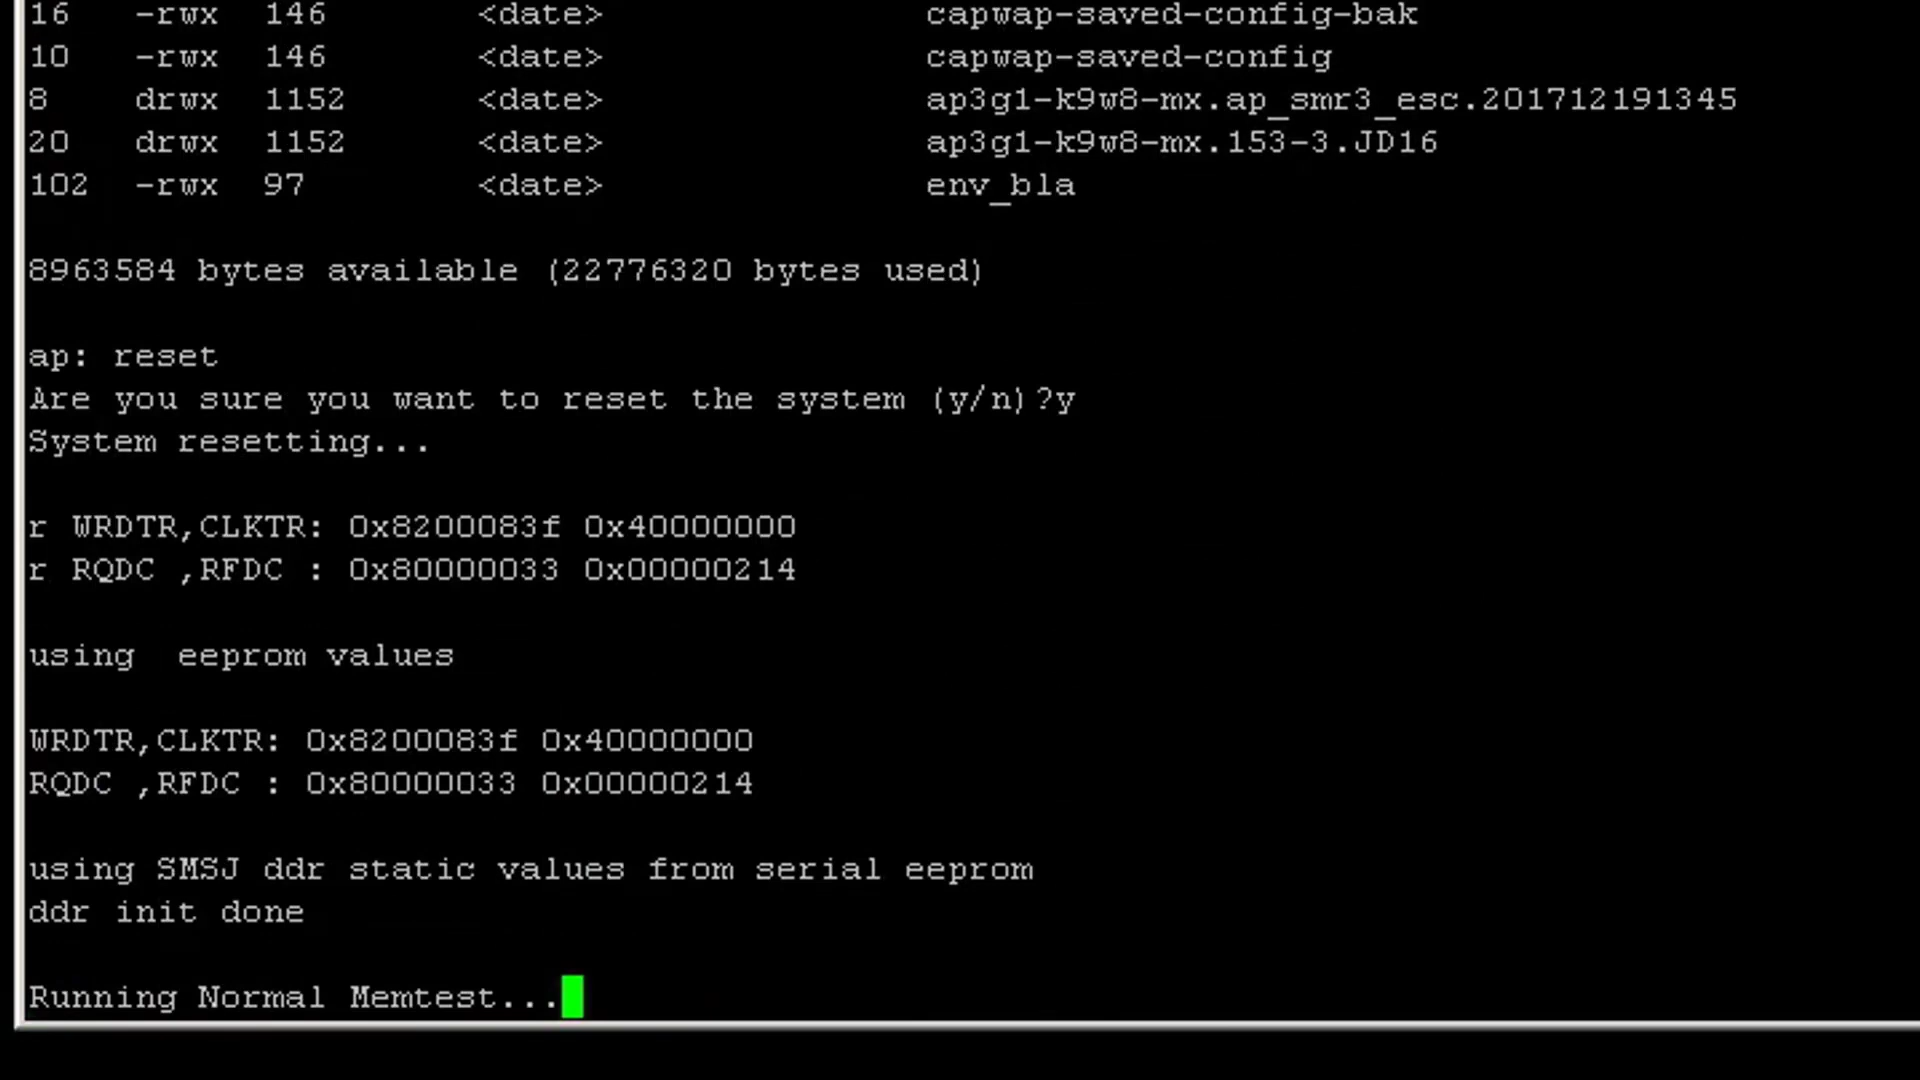 16 -rwx 146 <date> capwap-saved-config-bak
10 -rwx 146 <date> capwap-saved-config
8 drwx 1152 <date> ap3g1-k9w8-mx.ap_smr3_esc.201712191345
20 drwx 1152 <date> ap3g1-k9w8-mx.153-3.JD16
102 -rwx 97 <date> env_bla
8963584 bytes available (22776320 bytes used)
ap: reset
Are you sure you want to reset the system (y/n)?y
System resetting...
r WRDTR,CLKTR: 0x8200083f 0x40000000
r RQDC ,RFDC : 0x80000033 0x00000214
using  eeprom values
WRDTR,CLKTR: 0x8200083f 0x40000000
RQDC ,RFDC : 0x80000033 0x00000214
using SMSJ ddr static values from serial eeprom
ddr init done
Running Normal Memtest...